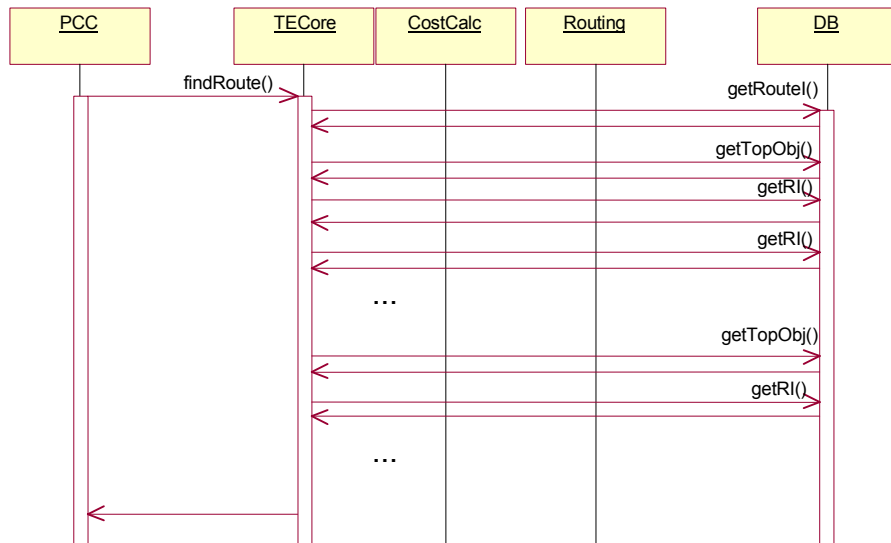 PCC TECore CostCalc Routing DB
findRoute()
getRouteI()
getTopObj()
getRI()
getRI()
...
getTopObj()
getRI()
...